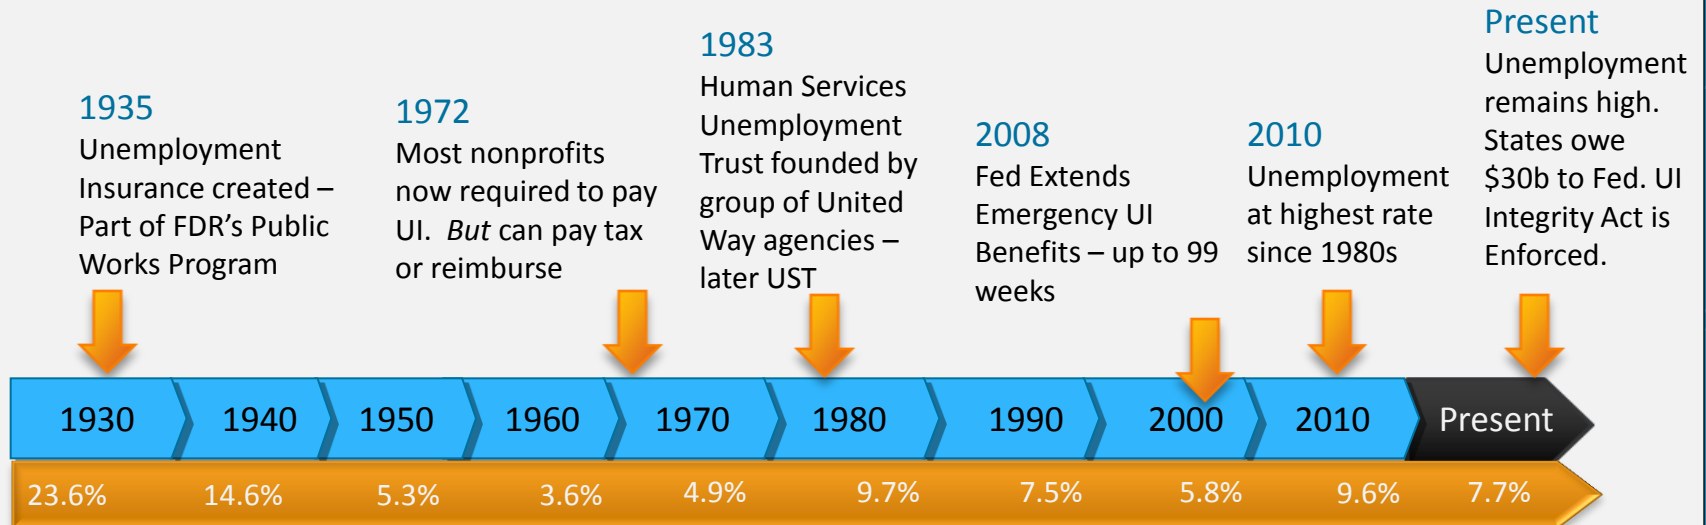 1935
Unemployment
Insurance created –
Part of FDR's Public
Works Program
1972
Most nonprofits
now required to pay
UI. But can pay tax
or reimburse
1983
Human Services
Unemployment
Trust founded by
group of United
Way agencies –
later UST
2008
Fed Extends
Emergency UI
Benefits – up to 99
weeks
2010
Unemployment
at highest rate
since 1980s
Present
Unemployment
remains high.
States owe
$30b to Fed. UI
Integrity Act is
Enforced.
1930 1940 1950 1960 1970 1980 1990 2000 2010 Present
23.6% 14.6% 5.3% 3.6% 4.9% 9.7% 7.5% 5.8% 9.6% 7.7%